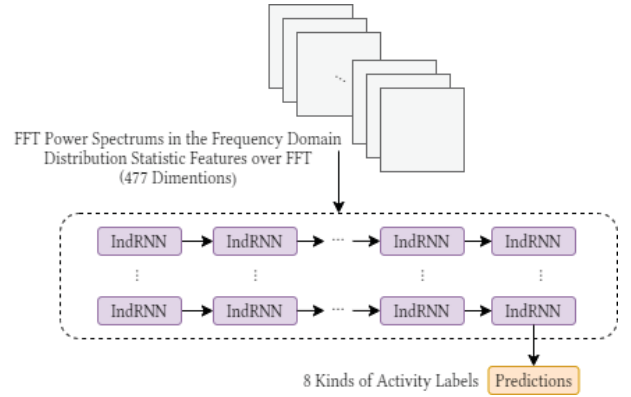 FFT Power Spectrums in the Frequency Domain
Distribution Statistic Features over FFT
(477 Dimentions)
IndRNN IndRNN ... IndRNN IndRNN
IndRNN IndRNN ... IndRNN IndRNN
8 Kinds of Activity Labels Predictions